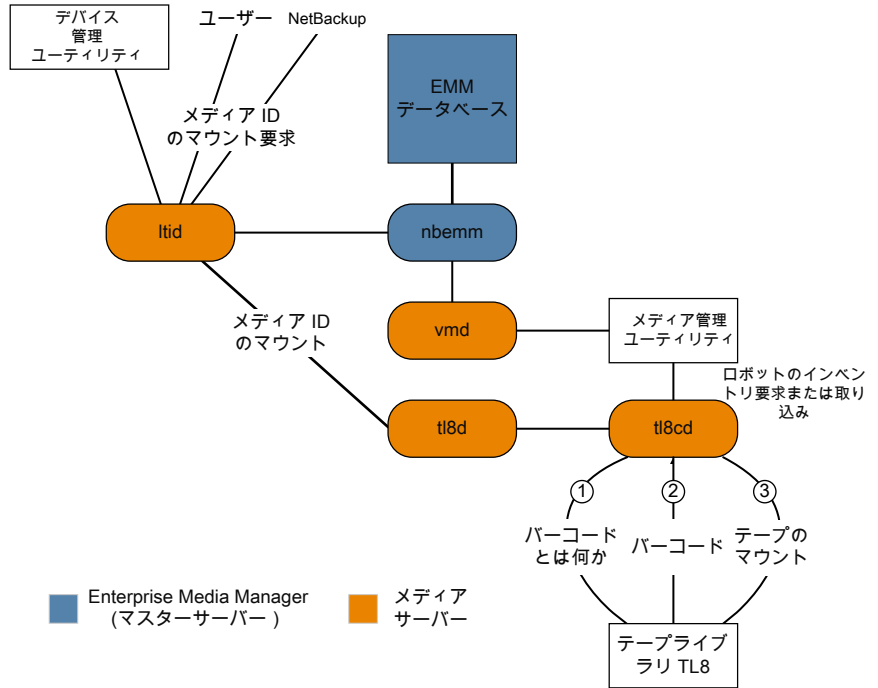 デバイス
管理
ユーティリティ
ユーザー
NetBackup
EMM
データベース
メディア ID
のマウント要求
ltid
nbemm
メディア ID
のマウント
vmd
メディア管理
ユーティリティ
ロボットのインベン
トリ要求または取り
込み
tl8d
tl8cd
1
2
3
バーコード
とは何か
バーコード
テープの
マウント
Enterprise Media Manager
(マスターサーバー )
メディア
サーバー
テープライブ
ラリ TL8